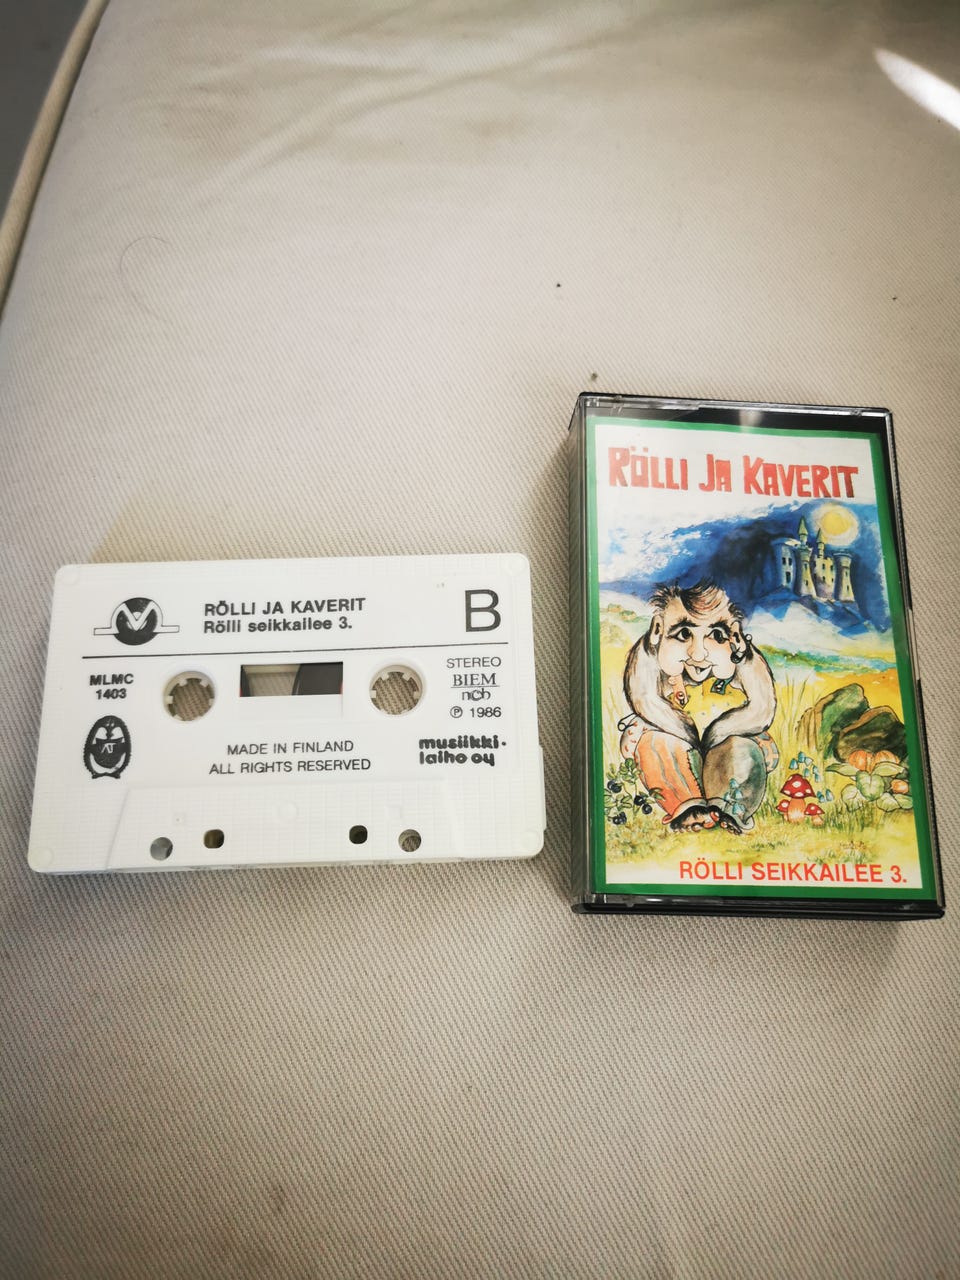 RÖLLI JA KAVERIT
Rölli seikkailee 3.
B
MLMC
1403
STEREO
BIEM
ncb
℗ 1986
MADE IN FINLAND
ALL RIGHTS RESERVED
musiikki-
laiho oy
RÖLLI JA KAVERIT
RÖLLI SEIKKAILEE 3.